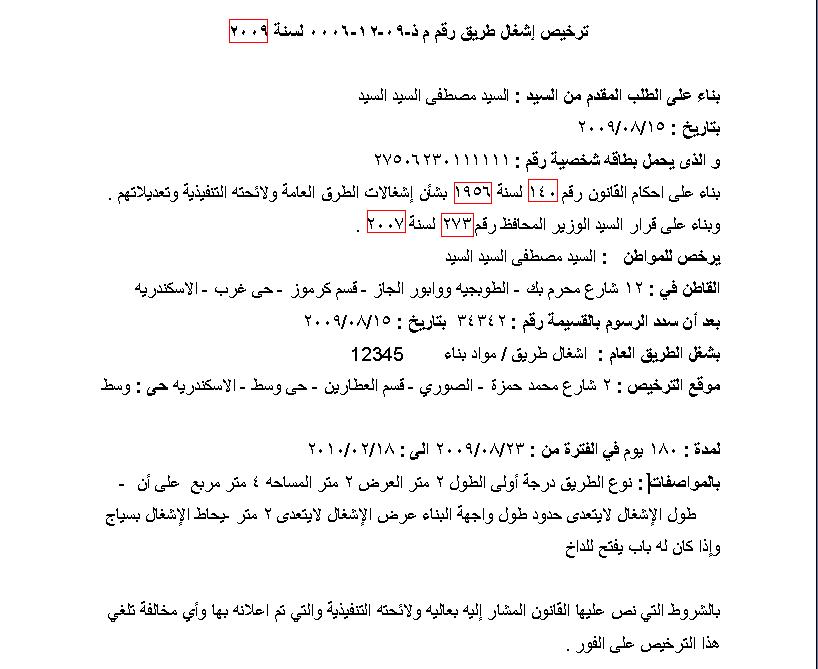 ترخيص إشغال طريق رقم م ذ-٠٩-١٢-٠٠٠٦ لسنة ٢٠٠٩
بناء على الطلب المقدم من السيد : السيد مصطفى السيد السيد
بتاريخ : ٢٠٠٩/٠٨/١٥
و الذى يحمل بطاقه شخصية رقم : ٢٧٥٠٦٢٣٠١١١١١١
بناء على احكام القانون رقم ١٤٠ لسنة ١٩٥٦ بشأن إشغالات الطرق العامة ولائحته التنفيذية وتعديلاتهم .
وبناء على قرار السيد الوزير المحافظ رقم ٢٧٣ لسنة ٢٠٠٧ .
يرخص للمواطن : السيد مصطفى السيد السيد
القاطن في : ١٢ شارع محرم بك - الطوبجيه ووابور الجاز - قسم كرموز - حى غرب - الاسكندريه
بعد أن سدد الرسوم بالقسيمة رقم : ٣٤٣٤٢ بتاريخ : ٢٠٠٩/٠٨/١٥
بشغل الطريق العام : اشغال طريق / مواد بناء 12345
موقع الترخيص : ٢ شارع محمد حمزة - الصوري - قسم العطارين - حى وسط - الاسكندريه حى : وسط
لمدة : ١٨٠ يوم في الفترة من : ٢٠٠٩/٠٨/٢٣ الى : ٢٠١٠/٠٢/١٨
بالمواصفات : نوع الطريق درجة أولى الطول ٢ متر العرض ٢ متر المساحه ٤ متر مربع على أن -
طول الإشغال لايتعدى حدود طول واجهة البناء عرض الإشغال لايتعدى ٢ متر -يحاط الإشغال بسياج
وإذا كان له باب يفتح للداخ
بالشروط التي نص عليها القانون المشار إليه بعاليه ولائحته التنفيذية والتي تم اعلانه بها وأي مخالفة تلغي
هذا الترخيص على الفور .